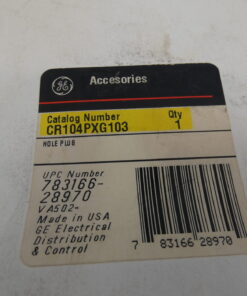 GE
Accesories
Catalog Number
CR104PXG103
Qty
1
HOLE PLUG
UPC Number
783166-
28970
VA502-
Made in USA
GE Electrical
Distribution
& Control
7 83166 28970